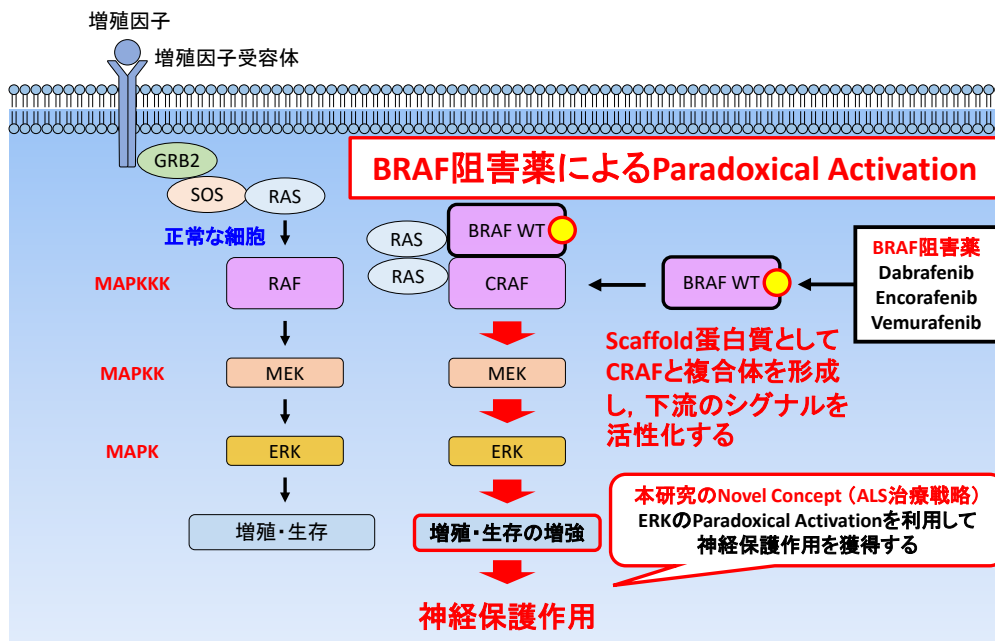 増殖因子
増殖因子受容体
GRB2
SOS
RAS
BRAF阻害薬によるParadoxical Activation
正常な細胞
RAS
BRAF WT
RAS
CRAF
BRAF WT
BRAF阻害薬
Dabrafenib
Encorafenib
Vemurafenib
MAPKKK
RAF
Scaffold蛋白質として
CRAFと複合体を形成
し，下流のシグナルを
活性化する
MAPKK
MEK
MEK
MAPK
ERK
ERK
増殖・生存
増殖・生存の増強
本研究のNovel Concept（ALS治療戦略）
ERKのParadoxical Activationを利用して
神経保護作用を獲得する
神経保護作用